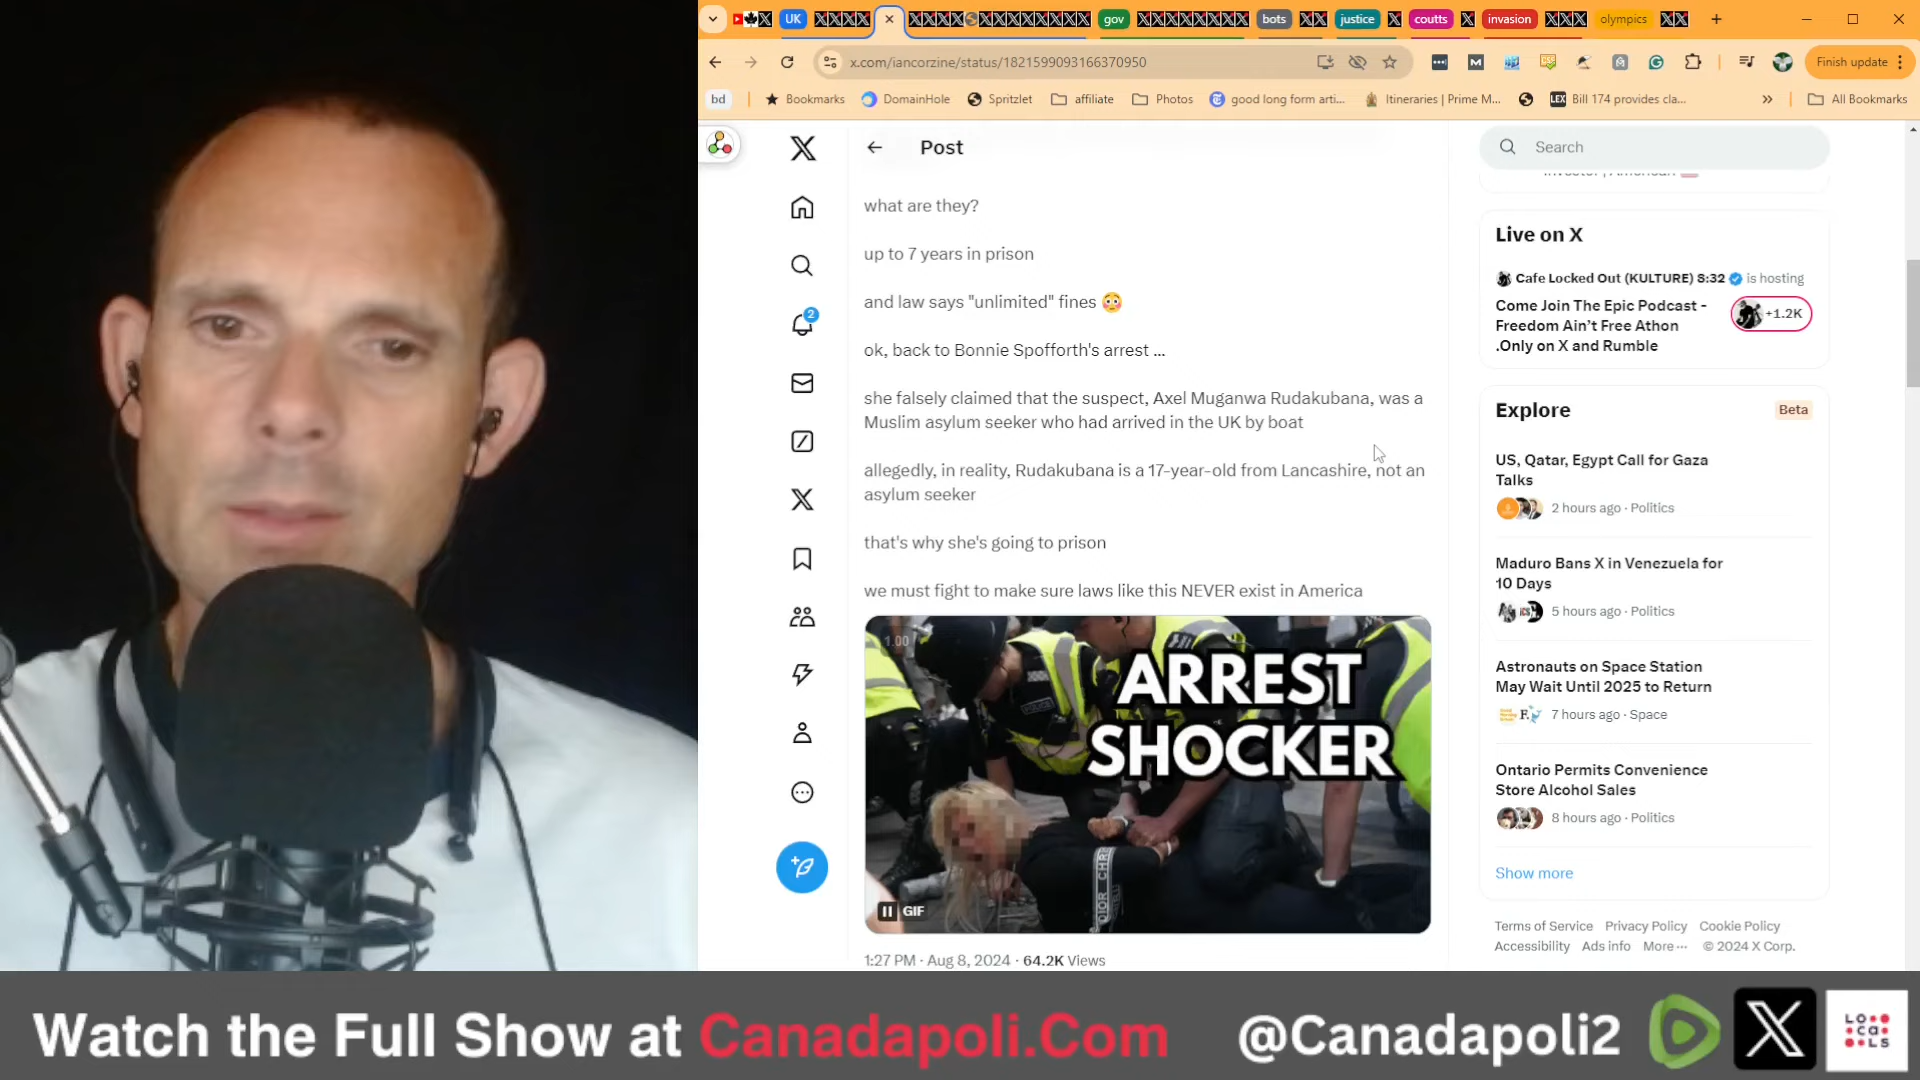 UK
gov
bots
justice
coutts
invasion
olympics
x.com/iancorzine/status/1821599093166370950
Finish update
bd
Bookmarks
DomainHole
Spritzlet
affiliate
Photos
good long form arti...
Itineraries | Prime M...
LEX
Bill 174 provides cla...
All Bookmarks
Post
Search
what are they?
up to 7 years in prison
and law says "unlimited" fines 😳
ok, back to Bonnie Spofforth's arrest ...
she falsely claimed that the suspect, Axel Muganwa Rudakubana, was a
Muslim asylum seeker who had arrived in the UK by boat
allegedly, in reality, Rudakubana is a 17-year-old from Lancashire, not an
asylum seeker
that's why she's going to prison
we must fight to make sure laws like this NEVER exist in America
1.00
ARREST
SHOCKER
DIOR CHR
GIF
1:27 PM · Aug 8, 2024 · 64.2K Views
2
Live on X
Cafe Locked Out (KULTURE) 8:32 is hosting
Come Join The Epic Podcast -
Freedom Ain't Free Athon
.Only on X and Rumble
+1.2K
Explore
Beta
US, Qatar, Egypt Call for Gaza
Talks
2 hours ago · Politics
Maduro Bans X in Venezuela for
10 Days
5 hours ago · Politics
Astronauts on Space Station
May Wait Until 2025 to Return
7 hours ago · Space
Ontario Permits Convenience
Store Alcohol Sales
8 hours ago · Politics
Show more
Terms of Service Privacy Policy Cookie Policy
Accessibility Ads info More ··· © 2024 X Corp.
Watch the Full Show at Canadapoli.Com
@Canadapoli2
LO
CA
LS